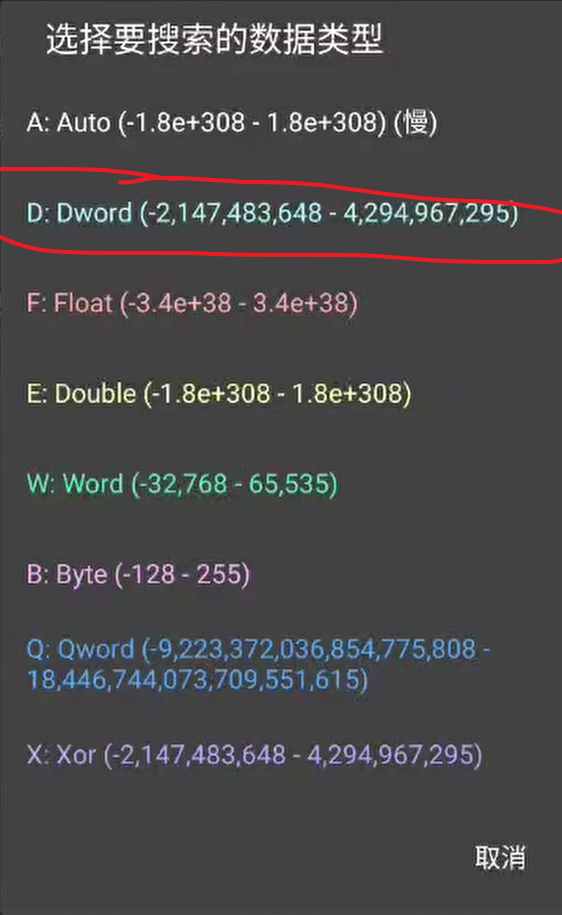 选择要搜索的数据类型
A: Auto (-1.8e+308 - 1.8e+308) (慢)
D: Dword (-2,147,483,648 - 4,294,967,295)
F: Float (-3.4e+38 - 3.4e+38)
E: Double (-1.8e+308 - 1.8e+308)
W: Word (-32,768 - 65,535)
B: Byte (-128 - 255)
Q: Qword (-9,223,372,036,854,775,808 -
18,446,744,073,709,551,615)
X: Xor (-2,147,483,648 - 4,294,967,295)
取消